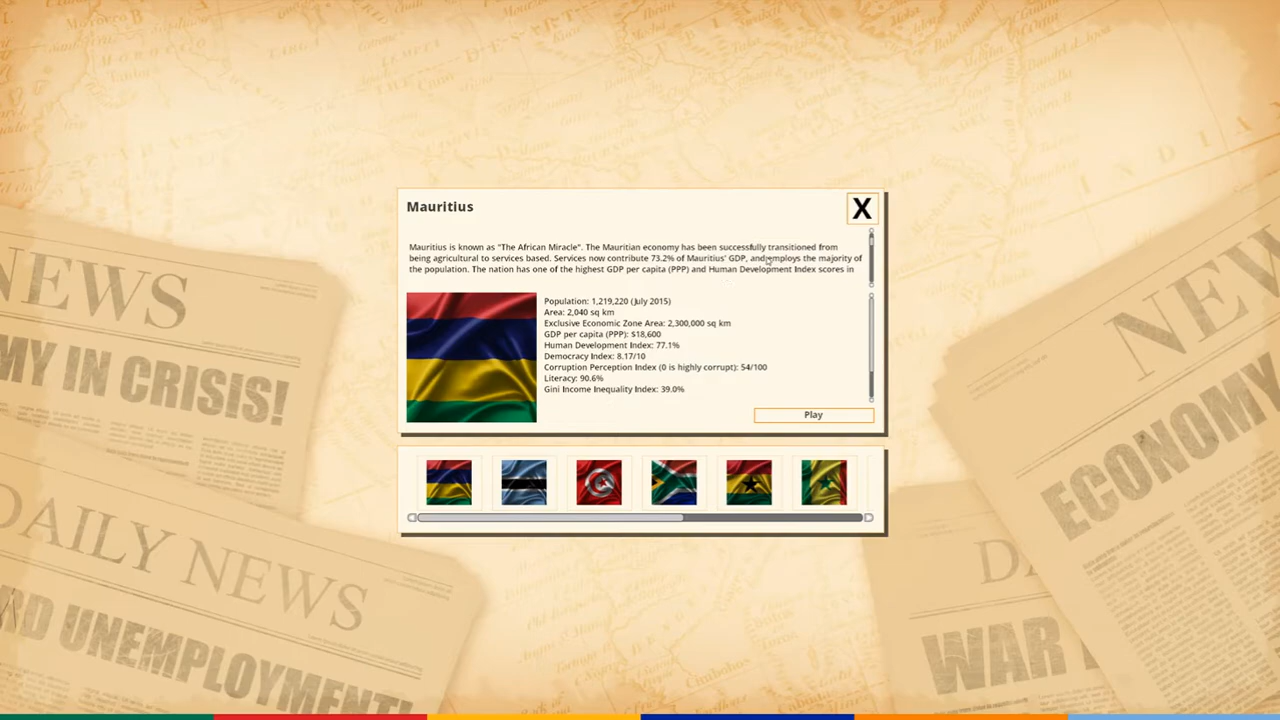 Mauritius
X
Mauritius is known as "The African Miracle". The Mauritian economy has been successfully transitioned from
being agricultural to services based. Services now contribute 73.2% of Mauritius' GDP, and employs the majority of
the population. The nation has one of the highest GDP per capita (PPP) and Human Development Index scores in
Population: 1,219,220 (July 2015)
Area: 2,040 sq km
Exclusive Economic Zone Area: 2,300,000 sq km
GDP per capita (PPP): $18,600
Human Development Index: 77.1%
Democracy Index: 8.17/10
Corruption Perception Index (0 is highly corrupt): 54/100
Literacy: 90.6%
Gini Income Inequality Index: 39.0%
Play
NEWS
MY IN CRISIS!
DAILY NEWS
RD UNEMPLOYMENT!
NEW
ECONOMY
DA
WAR
INDIA